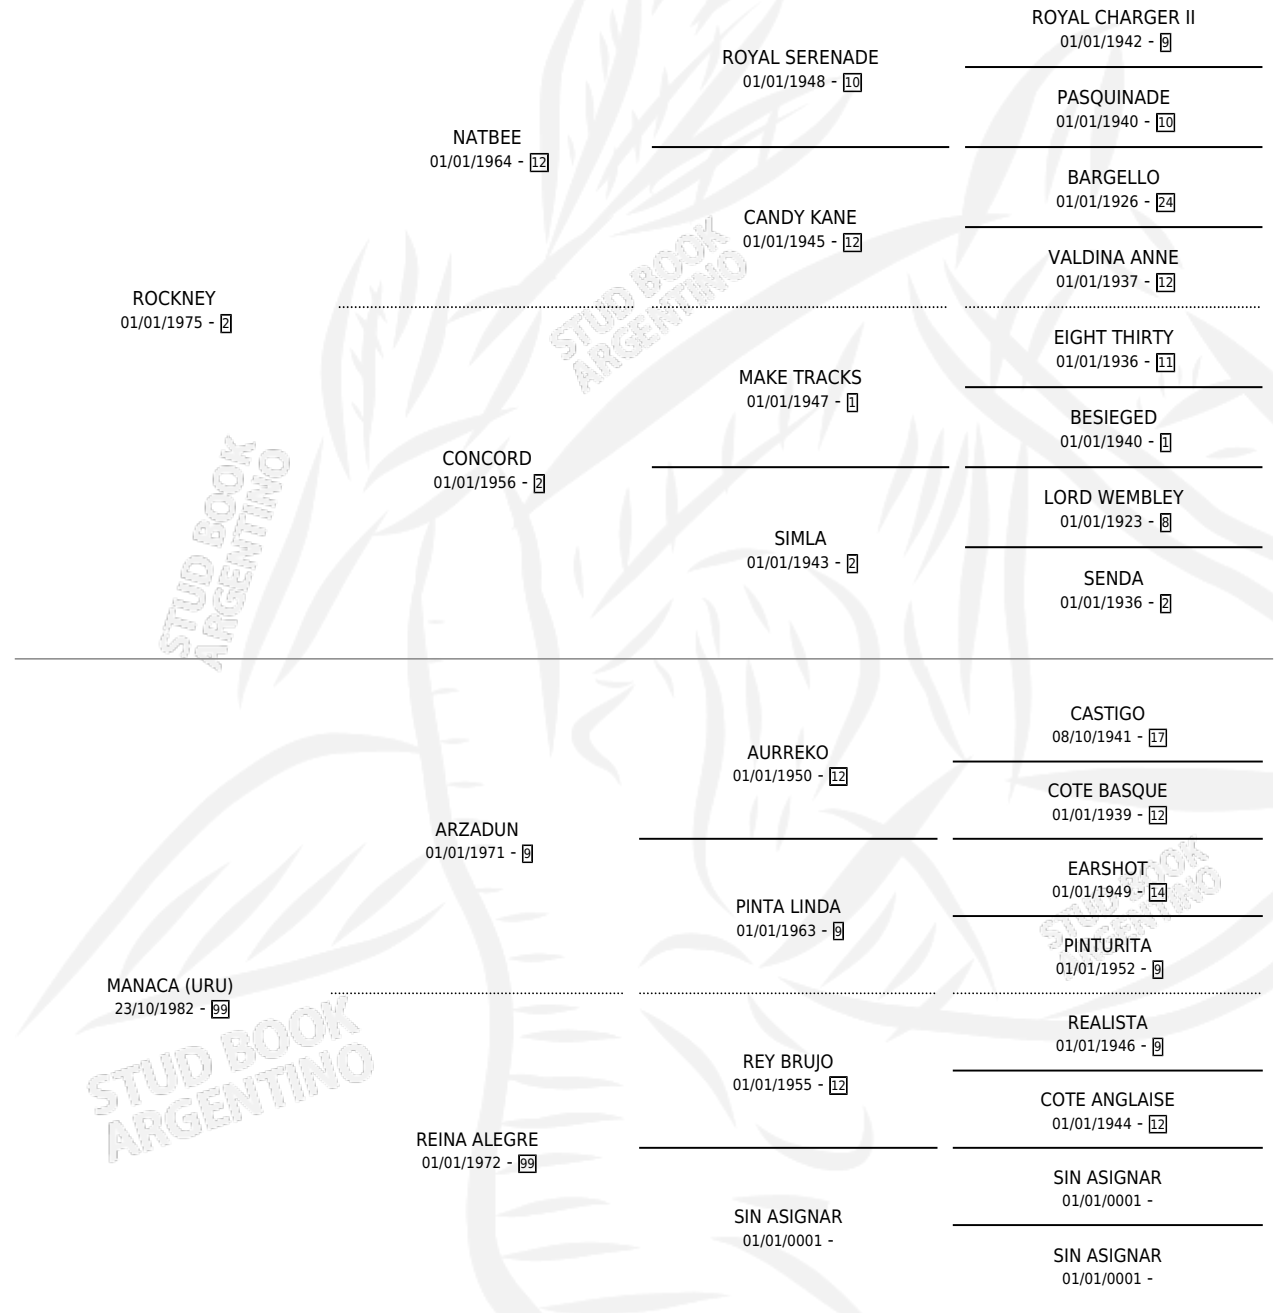 ROYAL CHARGER II
01/01/1942 - 9
ROYAL SERENADE
01/01/1948 - 10
PASQUINADE
01/01/1940 - 10
NATBEE
01/01/1964 - 12
BARGELLO
01/01/1926 - 24
CANDY KANE
01/01/1945 - 12
VALDINA ANNE
01/01/1937 - 12
ROCKNEY
01/01/1975 - 2
EIGHT THIRTY
01/01/1936 - 11
MAKE TRACKS
01/01/1947 - 1
BESIEGED
01/01/1940 - 1
CONCORD
01/01/1956 - 2
LORD WEMBLEY
01/01/1923 - 8
SIMLA
01/01/1943 - 2
SENDA
01/01/1936 - 2
STUD BOOK
ARGENTINO
STUD BOOK
ARGENTINO
CASTIGO
08/10/1941 - 17
AURREKO
01/01/1950 - 12
COTE BASQUE
01/01/1939 - 12
ARZADUN
01/01/1971 - 9
EARSHOT
01/01/1949 - 14
PINTA LINDA
01/01/1963 - 9
PINTURITA
01/01/1952 - 9
MANACA (URU)
23/10/1982 - 99
REALISTA
01/01/1946 - 9
REY BRUJO
01/01/1955 - 12
COTE ANGLAISE
01/01/1944 - 12
REINA ALEGRE
01/01/1972 - 99
SIN ASIGNAR
01/01/0001 -
SIN ASIGNAR
01/01/0001 -
SIN ASIGNAR
01/01/0001 -
STUD BOOK
ARGENTINO
STUD BOOK
ARGENTINO